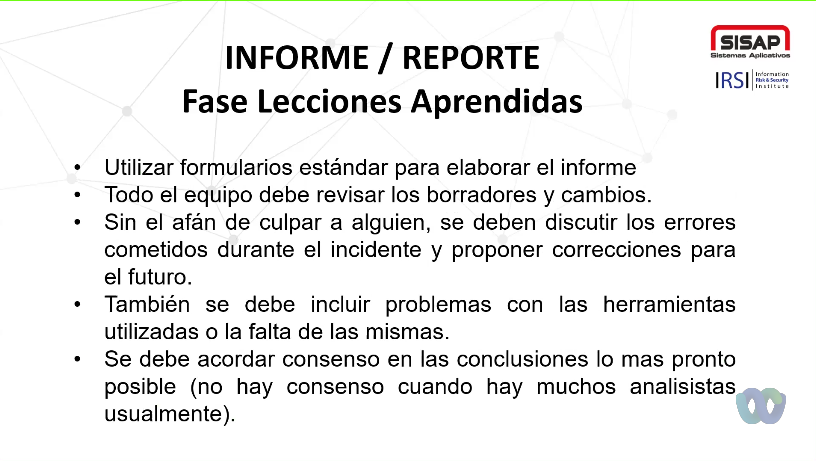 INFORME / REPORTE
Fase Lecciones Aprendidas
SISAP
Sistemas Aplicativos
IRSI
Information
Risk & Security
Institute
• Utilizar formularios estándar para elaborar el informe
• Todo el equipo debe revisar los borradores y cambios.
• Sin el afán de culpar a alguien, se deben discutir los errores
cometidos durante el incidente y proponer correcciones para
el futuro.
• También se debe incluir problemas con las herramientas
utilizadas o la falta de las mismas.
• Se debe acordar consenso en las conclusiones lo mas pronto
posible (no hay consenso cuando hay muchos analisistas
usualmente).